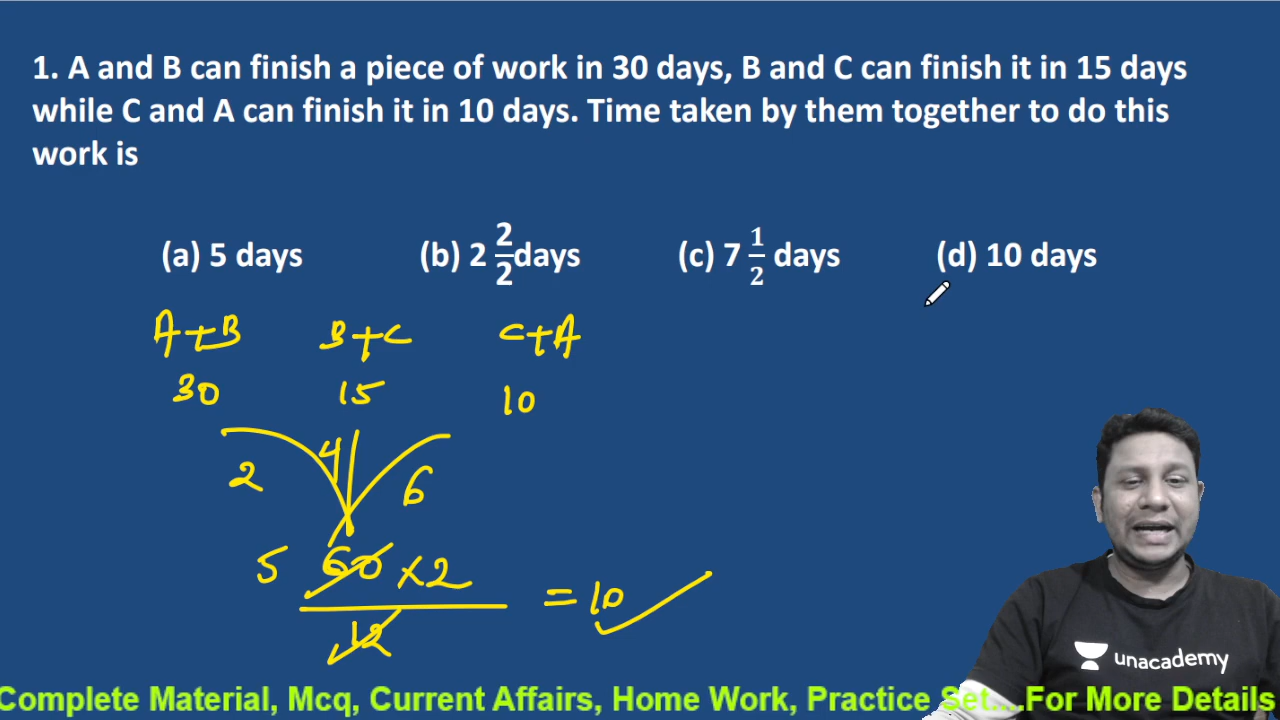 1. A and B can finish a piece of work in 30 days, B and C can finish it in 15 days
while C and A can finish it in 10 days. Time taken by them together to do this
work is
(a) 5 days (b) 2 2/2 days (c) 7 1/2 days (d) 10 days
A+B B+C C+A
30 15 10
2 4 6
5 60 × 2
12
= 10
unacademy
Complete Material, Mcq, Current Affairs, Home Work, Practice Set....For More Details